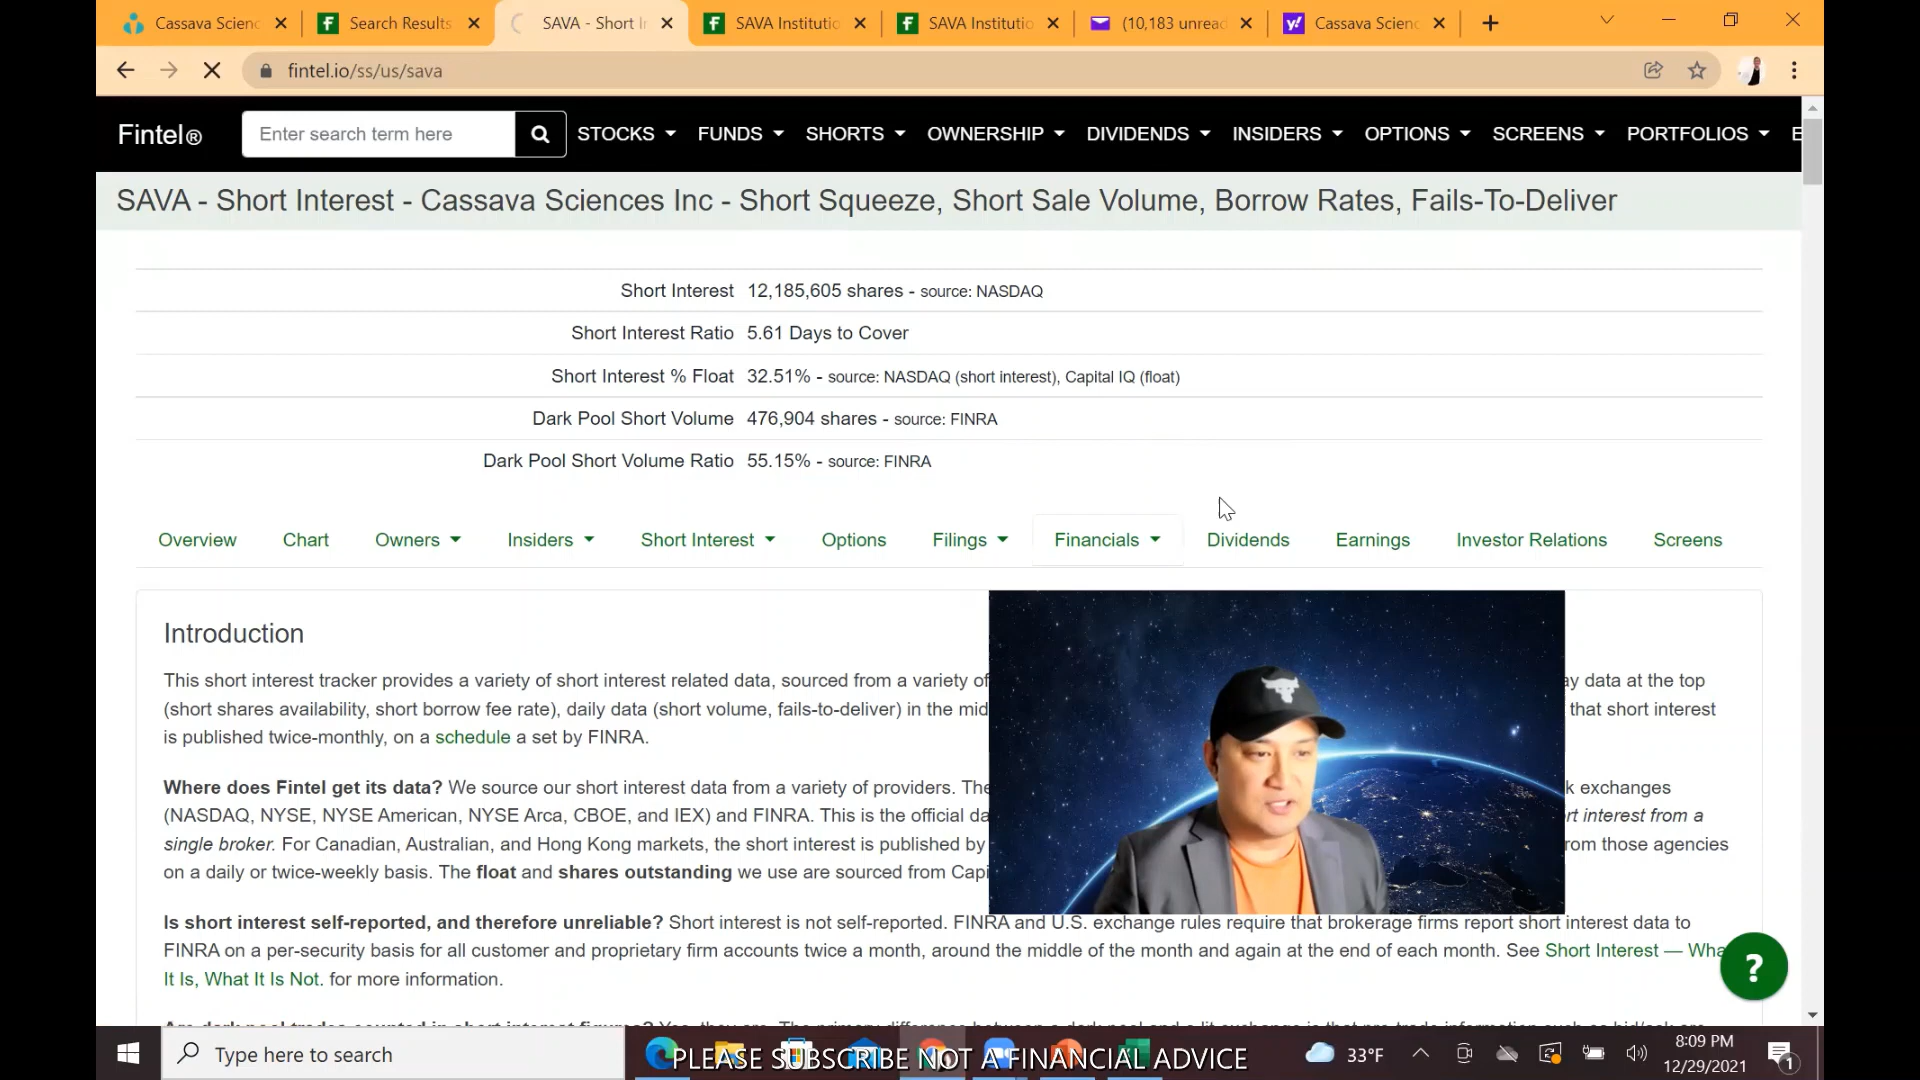 Cassava Scienc
Search Results
SAVA - Short I
SAVA Institutio
SAVA Institutio
(10,183 unread
Cassava Scienc
fintel.io/ss/us/sava
Fintel®
Enter search term here
STOCKS
FUNDS
SHORTS
OWNERSHIP
DIVIDENDS
INSIDERS
OPTIONS
SCREENS
PORTFOLIOS
E
SAVA - Short Interest - Cassava Sciences Inc - Short Squeeze, Short Sale Volume, Borrow Rates, Fails-To-Deliver
Short Interest 12,185,605 shares - source: NASDAQ
Short Interest Ratio 5.61 Days to Cover
Short Interest % Float 32.51% - source: NASDAQ (short interest), Capital IQ (float)
Dark Pool Short Volume 476,904 shares - source: FINRA
Dark Pool Short Volume Ratio 55.15% - source: FINRA
Overview
Chart
Owners
Insiders
Short Interest
Options
Filings
Financials
Dividends
Earnings
Investor Relations
Screens
Introduction
This short interest tracker provides a variety of short interest related data, sourced from a variety of ay data at the top
(short shares availability, short borrow fee rate), daily data (short volume, fails-to-deliver) in the mid that short interest
is published twice-monthly, on a schedule a set by FINRA.
Where does Fintel get its data? We source our short interest data from a variety of providers. The k exchanges
(NASDAQ, NYSE, NYSE American, NYSE Arca, CBOE, and IEX) and FINRA. This is the official da rt interest from a
single broker. For Canadian, Australian, and Hong Kong markets, the short interest is published by rom those agencies
on a daily or twice-weekly basis. The float and shares outstanding we use are sourced from Capi
Is short interest self-reported, and therefore unreliable? Short interest is not self-reported. FINRA and U.S. exchange rules require that brokerage firms report short interest data to
FINRA on a per-security basis for all customer and proprietary firm accounts twice a month, around the middle of the month and again at the end of each month. See Short Interest — Wha
It Is, What It Is Not. for more information.
?
Type here to search
PLEASE SUBSCRIBE NOT A FINANCIAL ADVICE
33°F
8:09 PM
12/29/2021
1